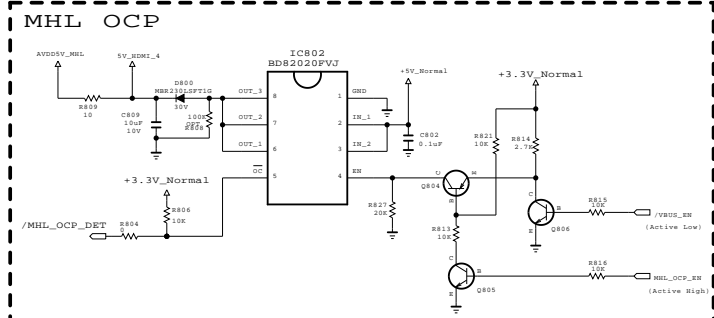 MHL OCP
IC802
BD82020FVJ
AVDD5V_MHL
5V_HDMI_4
D800
MBR230LSFT1G
30V
R809
10
C809
10uF
10V
100K
OPT
R808
OUT_3
OUT_2
OUT_1
OC
8
7
6
5
1
2
3
4
GND
IN_1
IN_2
EN
+5V_Normal
C802
0.1uF
+3.3V_Normal
R821
10K
R814
2.7K
Q804
C
E
B
R827
20K
R813
10K
C
B
E
Q806
R815
10K
/VBUS_EN
(Active Low)
C
B
E
Q805
R816
10K
MHL_OCP_EN
(Active High)
+3.3V_Normal
R806
10K
/MHL_OCP_DET
R804
0